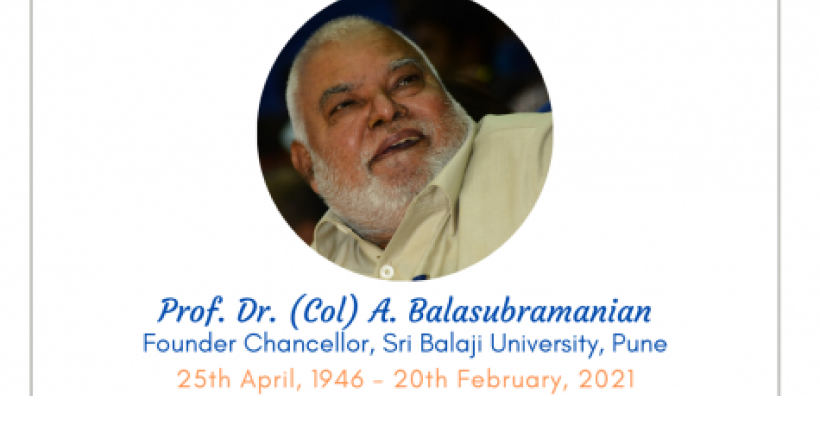 Prof. Dr. (Col) A. Balasubramanian
Founder Chancellor, Sri Balaji University, Pune
25th April, 1946 - 20th February, 2021